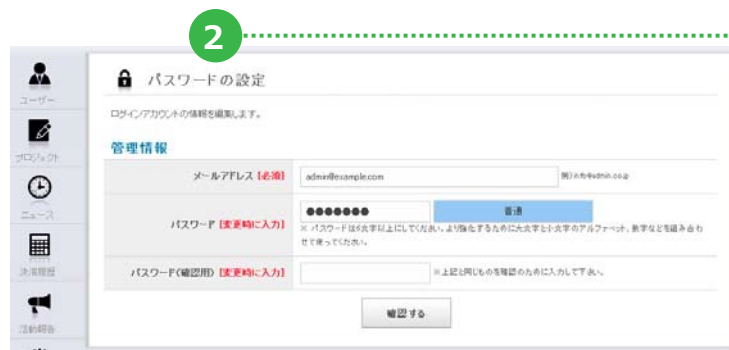 2
パスワードの設定
ユーザー
ログインアカウントの情報を編集します。
管理情報
プロジェクト
メールアドレス [必須] admin@example.com 例) info@admin.co.jp
ニュース
パスワード [変更時に入力] ●●●●●●● 普通
※ パスワードは6文字以上にしてください。より強化するために大文字と小文字のアルファベット、数字などを組み合わ
せて使ってください。
決済履歴
パスワード(確認用) [変更時に入力] ※上記と同じものを確認のために入力して下さい。
確認する
活動報告